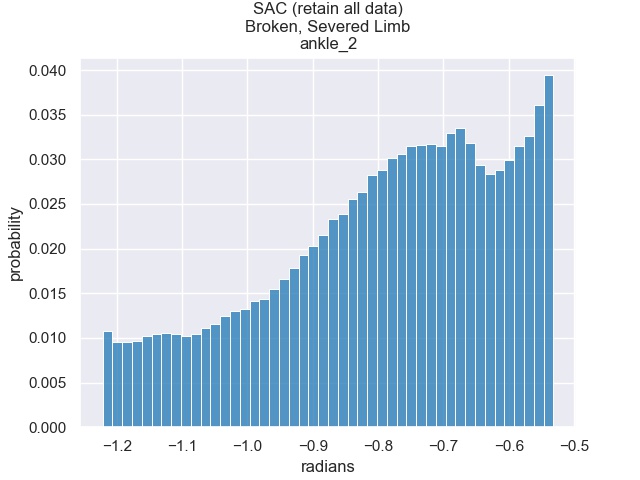 SAC (retain all data)
Broken, Severed Limb
ankle_2
0.040
0.035
0.030
0.025
0.020
0.015
0.010
0.005
0.000
probability
−1.2 −1.1 −1.0 −0.9 −0.8 −0.7 −0.6 −0.5
radians